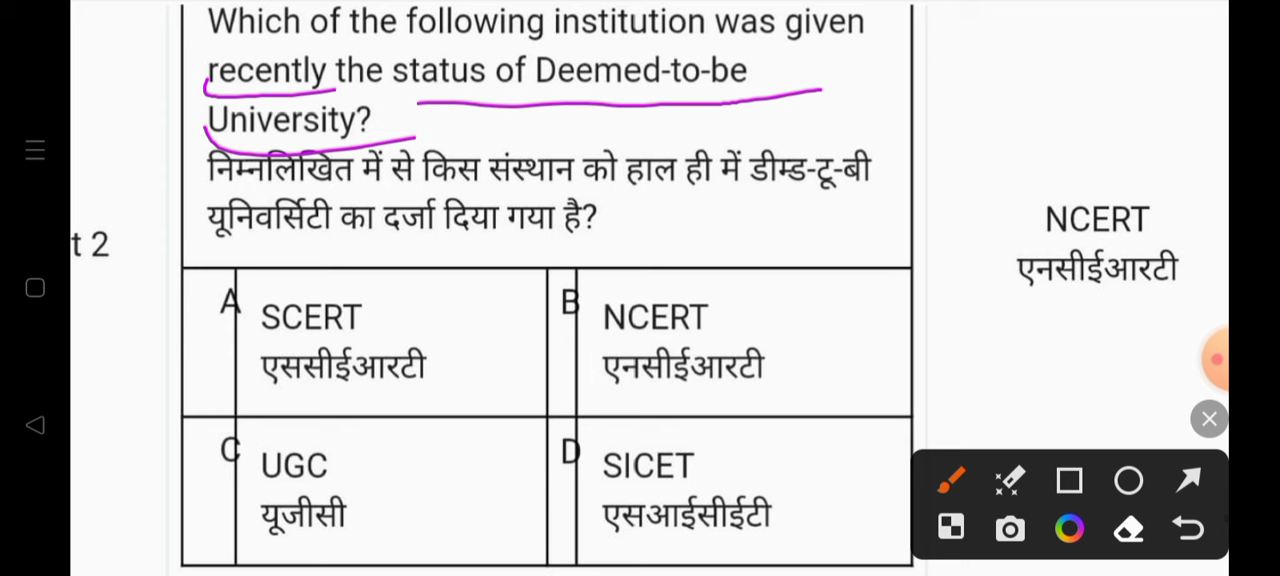 Which of the following institution was given
recently the status of Deemed-to-be
University?
निम्नलिखित में से किस संस्थान को हाल ही में डीम्ड-टू-बी
यूनिवर्सिटी का दर्जा दिया गया है?
t 2
NCERT
एनसीईआरटी
A SCERT
एससीईआरटी
B NCERT
एनसीईआरटी
C UGC
यूजीसी
D SICET
एसआईसीईटी